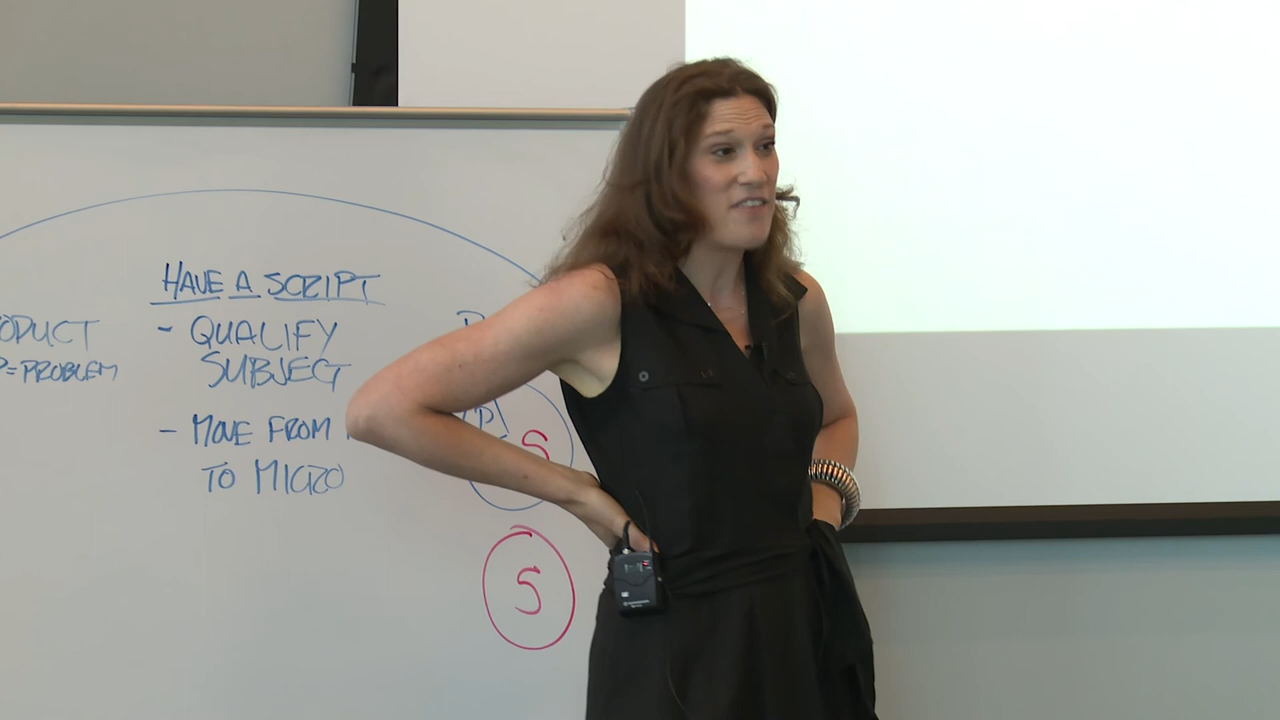 HAVE A SCRIPT
ODUCT
- QUALIFY
SUBJECT
P=PROBLEM
- MOVE FROM
TO MICRO
P
S
S